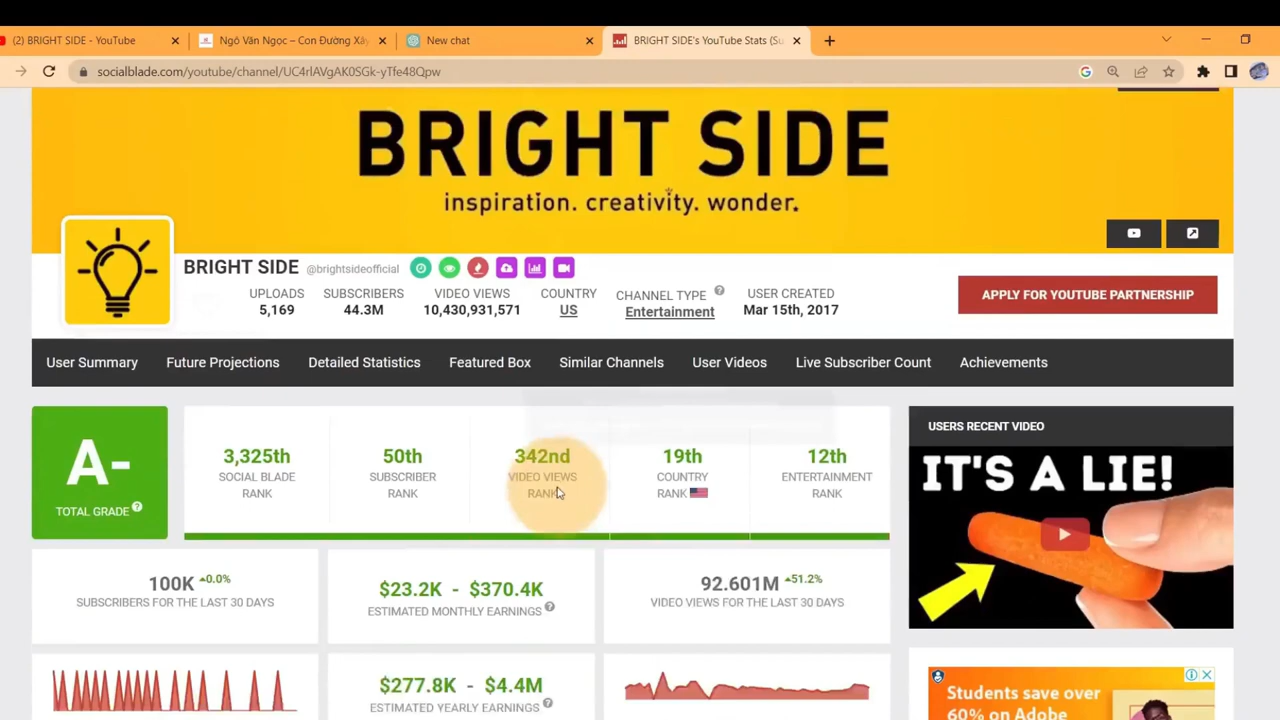 (2) BRIGHT SIDE - YouTube
Ngô Văn Ngọc – Con Đường Xây
New chat
BRIGHT SIDE's YouTube Stats (Su
socialblade.com/youtube/channel/UC4rlAVgAK0SGk-yTfe48Qpw
BRIGHT SIDE
inspiration. creativity. wonder.
BRIGHT SIDE @brightsideofficial
UPLOADS SUBSCRIBERS VIDEO VIEWS COUNTRY CHANNEL TYPE USER CREATED
5,169 44.3M 10,430,931,571 US Entertainment Mar 15th, 2017
APPLY FOR YOUTUBE PARTNERSHIP
User Summary Future Projections Detailed Statistics Featured Box Similar Channels User Videos Live Subscriber Count Achievements
A-
TOTAL GRADE
3,325th
SOCIAL BLADE
RANK
50th
SUBSCRIBER
RANK
342nd
VIDEO VIEWS
RANK
19th
COUNTRY
RANK
12th
ENTERTAINMENT
RANK
USERS RECENT VIDEO
IT'S A LIE!
100K 0.0%
SUBSCRIBERS FOR THE LAST 30 DAYS
$23.2K - $370.4K
ESTIMATED MONTHLY EARNINGS
92.601M 51.2%
VIDEO VIEWS FOR THE LAST 30 DAYS
$277.8K - $4.4M
ESTIMATED YEARLY EARNINGS
Students save over
60% on Adobe